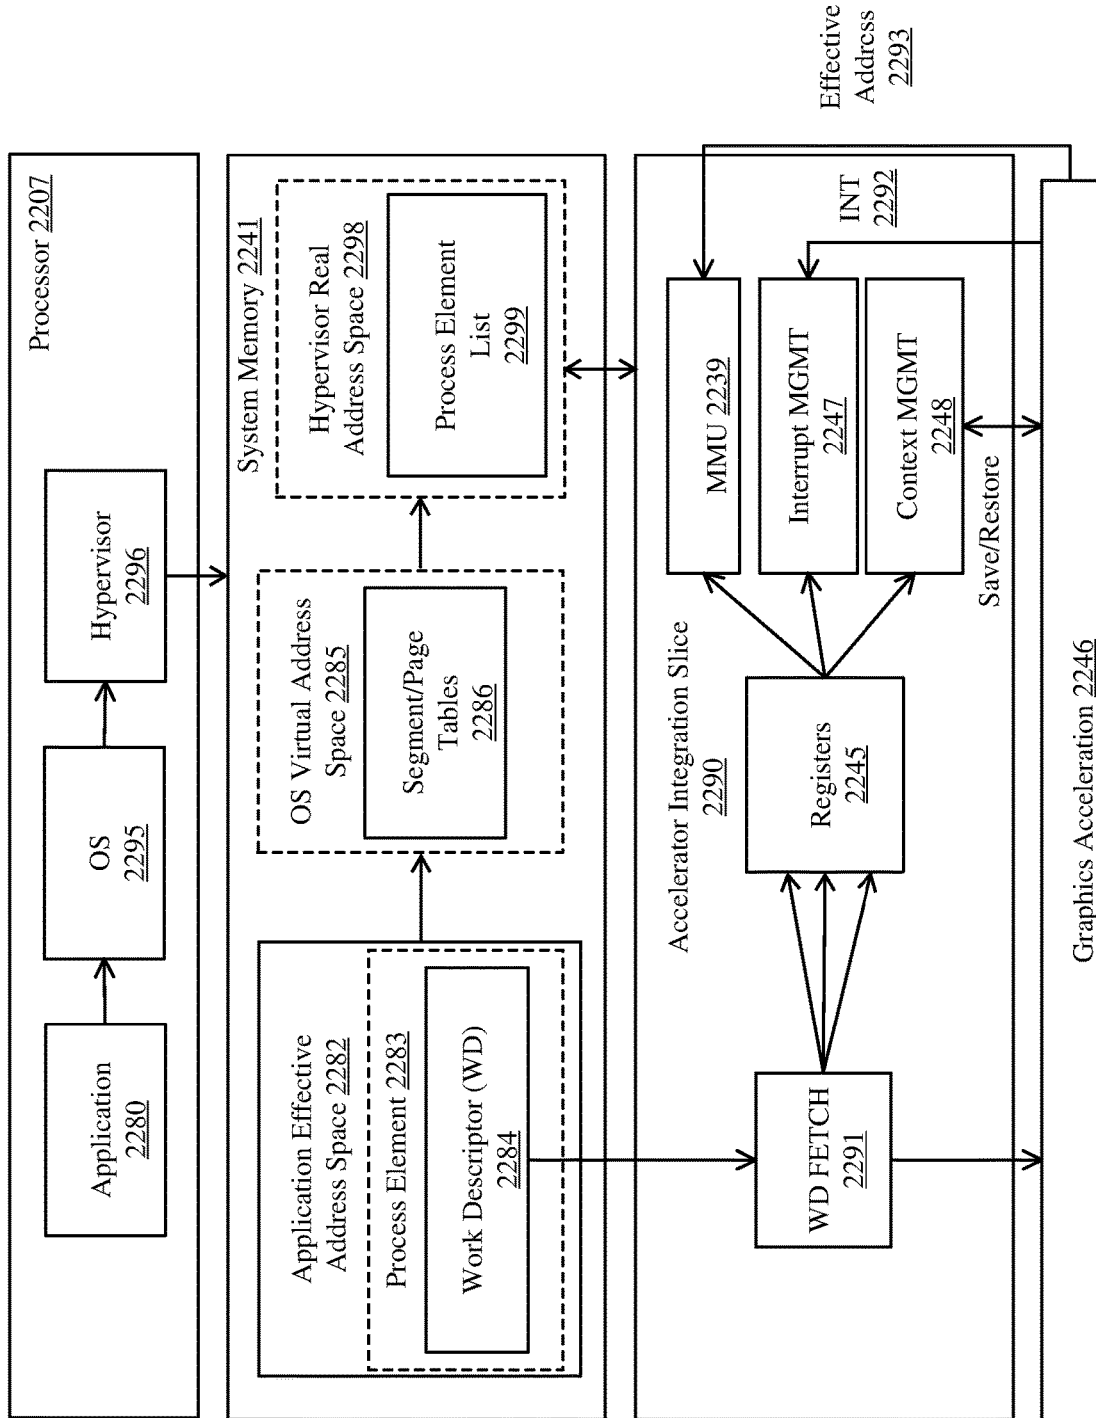 Processor 2207
Application
2280
OS
2295
Hypervisor
2296
System Memory 2241
Application Effective
Address Space 2282
Process Element 2283
Work Descriptor (WD)
2284
OS Virtual Address
Space 2285
Segment/Page
Tables
2286
Hypervisor Real
Address Space 2298
Process Element
List
2299
Accelerator Integration Slice
2290
WD FETCH
2291
Registers
2245
MMU 2239
Interrupt MGMT
2247
Context MGMT
2248
Save/Restore
INT
2292
Effective
Address
2293
Graphics Acceleration 2246